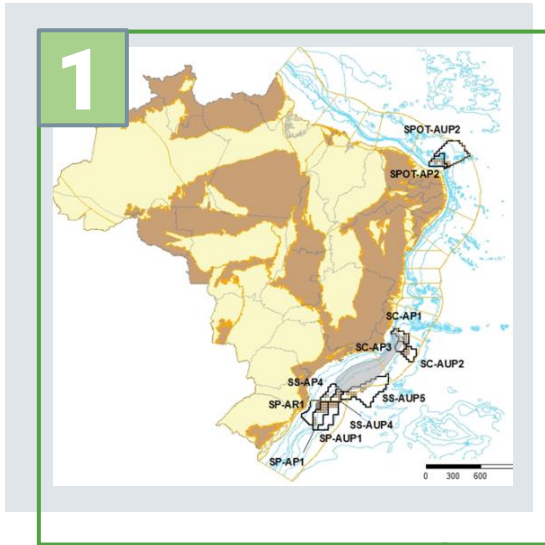 1
SPOT-AUP2
SPOT-AP2
SC-AP1
SC-AP3
SC-AUP2
SS-AP4
SS-AUP5
SP-AR1
SS-AUP4
SP-AUP1
SP-AP1
0 300 600